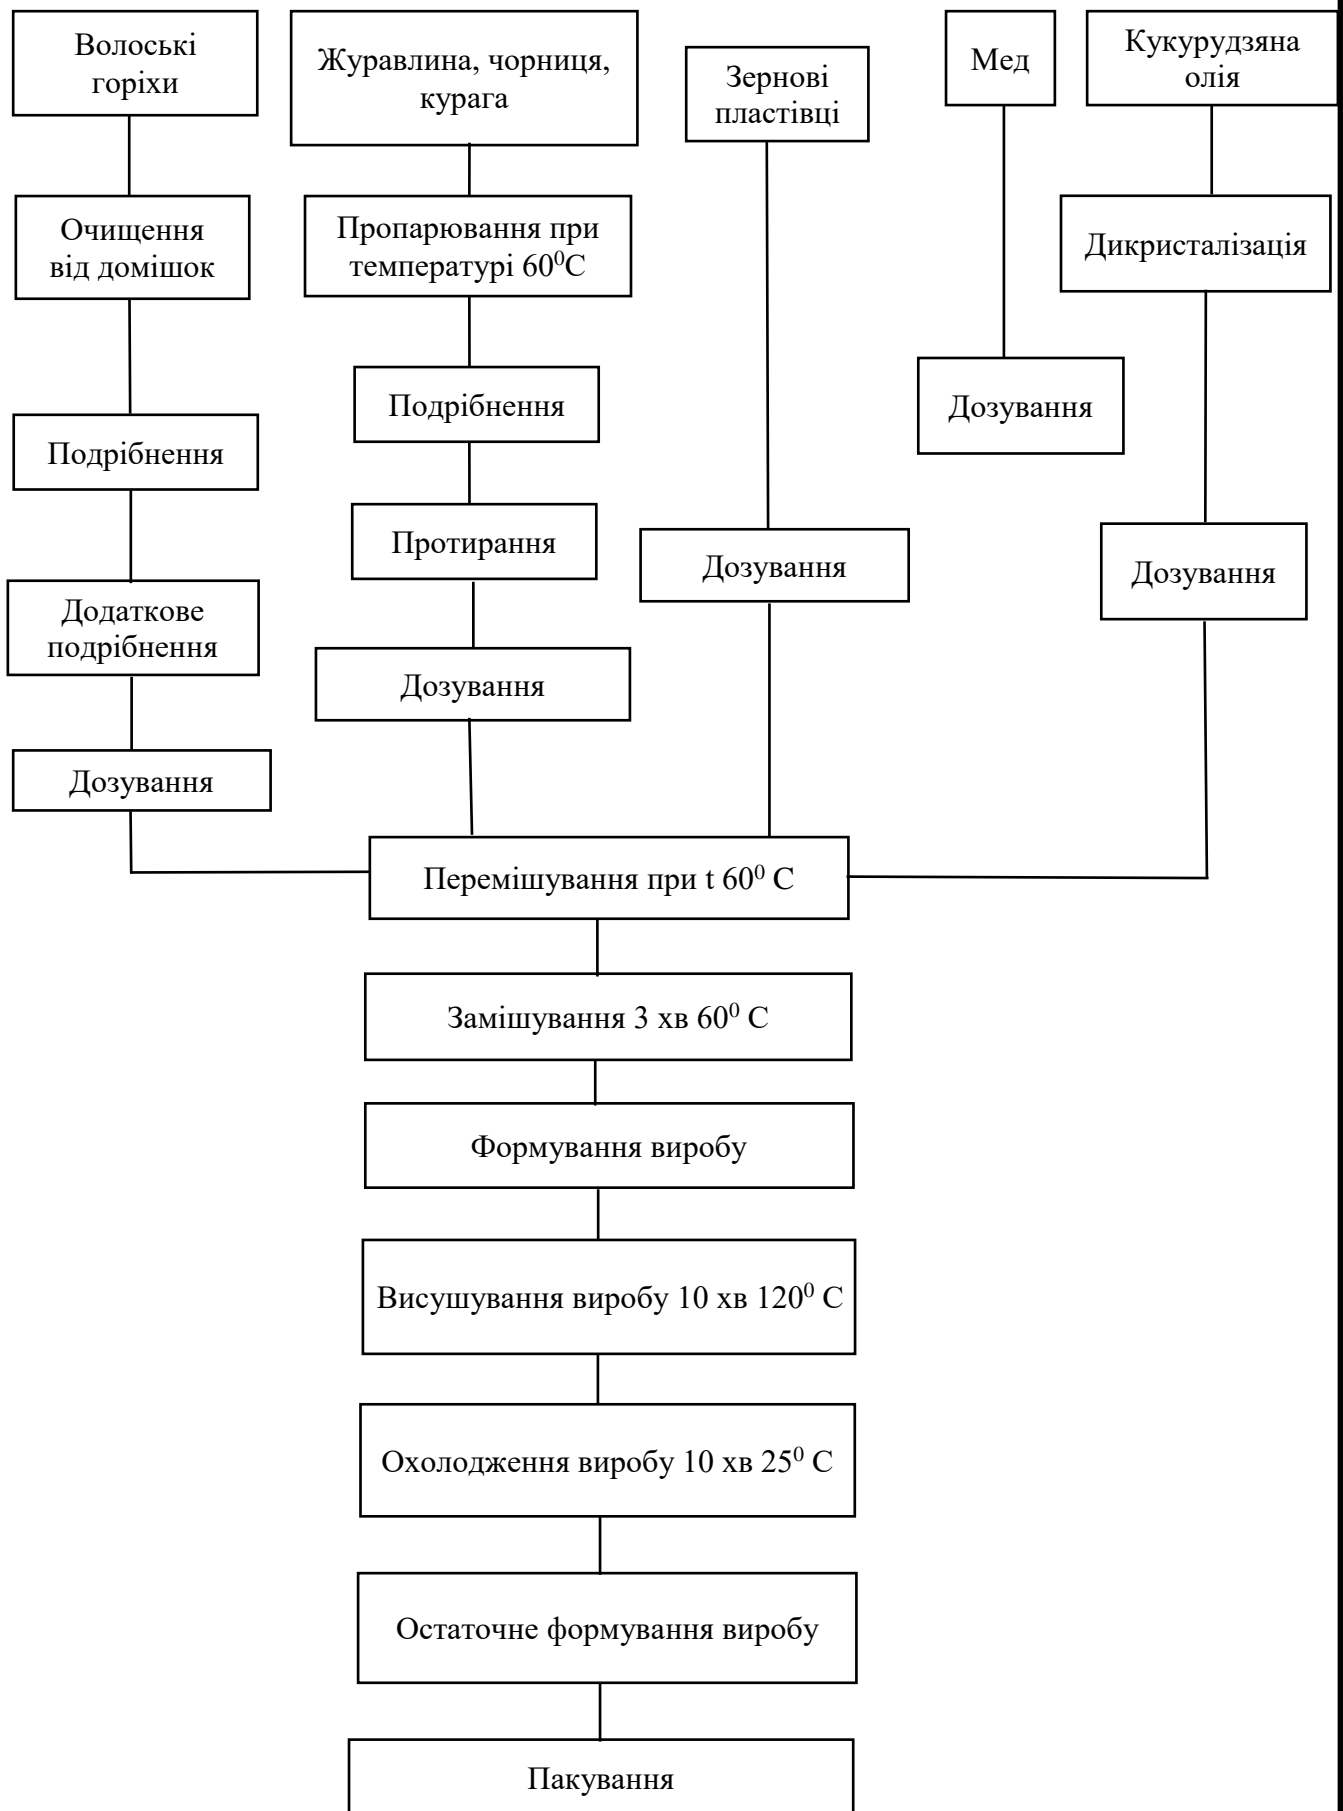 Волоські
горіхи
Журавлина, чорниця,
курага
Зернові
пластівці
Мед
Кукурудзяна
олія
Очищення
від домішок
Пропарювання при
температурі 60⁰С
Дикристалізація
Подрібнення
Подрібнення
Дозування
Протирання
Дозування
Дозування
Додаткове
подрібнення
Дозування
Дозування
Перемішування при t 60⁰ С
Замішування 3 хв 60⁰ С
Формування виробу
Висушування виробу 10 хв 120⁰ С
Охолодження виробу 10 хв 25⁰ С
Остаточне формування виробу
Пакування